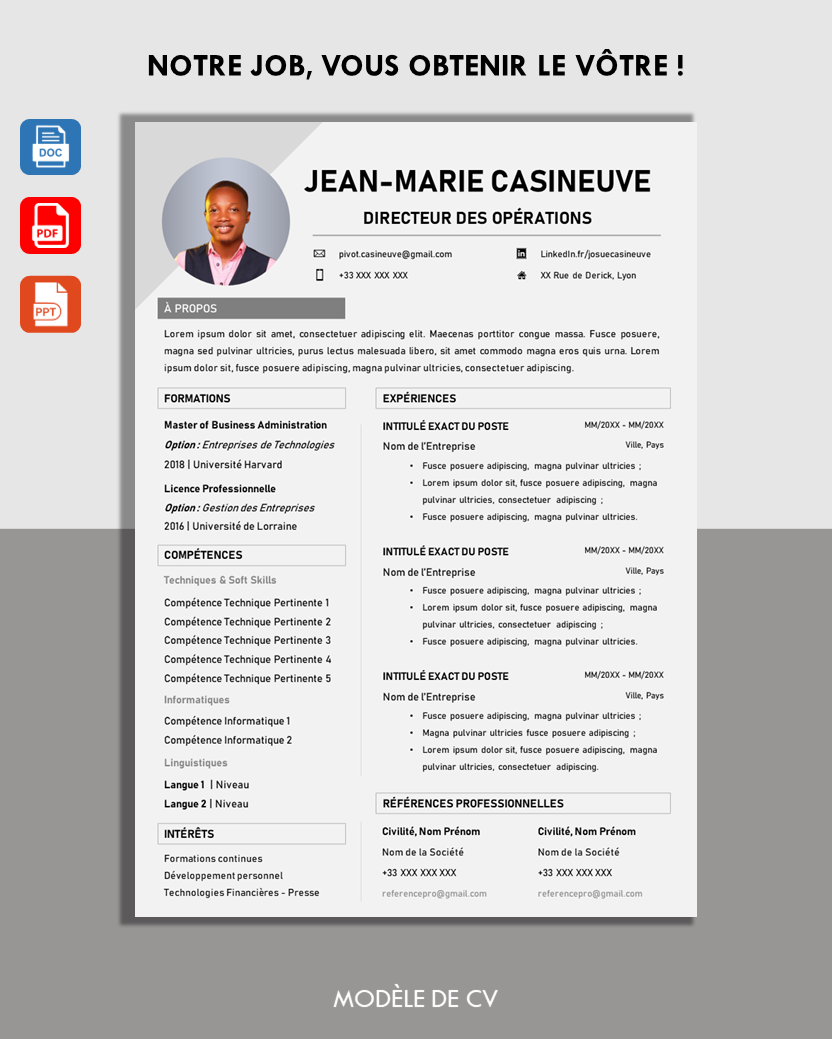 NOTRE JOB, VOUS OBTENIR LE VÔTRE !
DOC
PDF
PPT
JEAN-MARIE CASINEUVE
DIRECTEUR DES OPÉRATIONS
pivot.casineuve@gmail.com
in LinkedIn.fr/josuecasineuve
+33 XXX XXX XXX
XX Rue de Derick, Lyon
À PROPOS
Lorem ipsum dolor sit amet, consectetuer adipiscing elit. Maecenas porttitor congue massa. Fusce posuere,
magna sed pulvinar ultricies, purus lectus malesuada libero, sit amet commodo magna eros quis urna. Lorem
ipsum dolor sit, fusce posuere adipiscing, magna pulvinar ultricies, consectetuer adipiscing.
FORMATIONS
Master of Business Administration
Option : Entreprises de Technologies
2018 | Université Harvard
Licence Professionnelle
Option : Gestion des Entreprises
2016 | Université de Lorraine
COMPÉTENCES
Techniques & Soft Skills
Compétence Technique Pertinente 1
Compétence Technique Pertinente 2
Compétence Technique Pertinente 3
Compétence Technique Pertinente 4
Compétence Technique Pertinente 5
Informatiques
Compétence Informatique 1
Compétence Informatique 2
Linguistiques
Langue 1 | Niveau
Langue 2 | Niveau
INTÉRÊTS
Formations continues
Développement personnel
Technologies Financières - Presse
EXPÉRIENCES
INTITULÉ EXACT DU POSTE MM/20XX - MM/20XX
Nom de l'Entreprise Ville, Pays
• Fusce posuere adipiscing, magna pulvinar ultricies ;
• Lorem ipsum dolor sit, fusce posuere adipiscing, magna
pulvinar ultricies, consectetuer adipiscing ;
• Fusce posuere adipiscing, magna pulvinar ultricies.
INTITULÉ EXACT DU POSTE MM/20XX - MM/20XX
Nom de l'Entreprise Ville, Pays
• Fusce posuere adipiscing, magna pulvinar ultricies ;
• Lorem ipsum dolor sit, fusce posuere adipiscing, magna
pulvinar ultricies, consectetuer adipiscing ;
• Fusce posuere adipiscing, magna pulvinar ultricies.
INTITULÉ EXACT DU POSTE MM/20XX - MM/20XX
Nom de l'Entreprise Ville, Pays
• Fusce posuere adipiscing, magna pulvinar ultricies ;
• Magna pulvinar ultricies fusce posuere adipiscing ;
• Lorem ipsum dolor sit, fusce posuere adipiscing, magna
pulvinar ultricies, consectetuer adipiscing.
RÉFÉRENCES PROFESSIONNELLES
Civilité, Nom Prénom
Nom de la Société
+33 XXX XXX XXX
referencepro@gmail.com
Civilité, Nom Prénom
Nom de la Société
+33 XXX XXX XXX
referencepro@gmail.com
MODÈLE DE CV